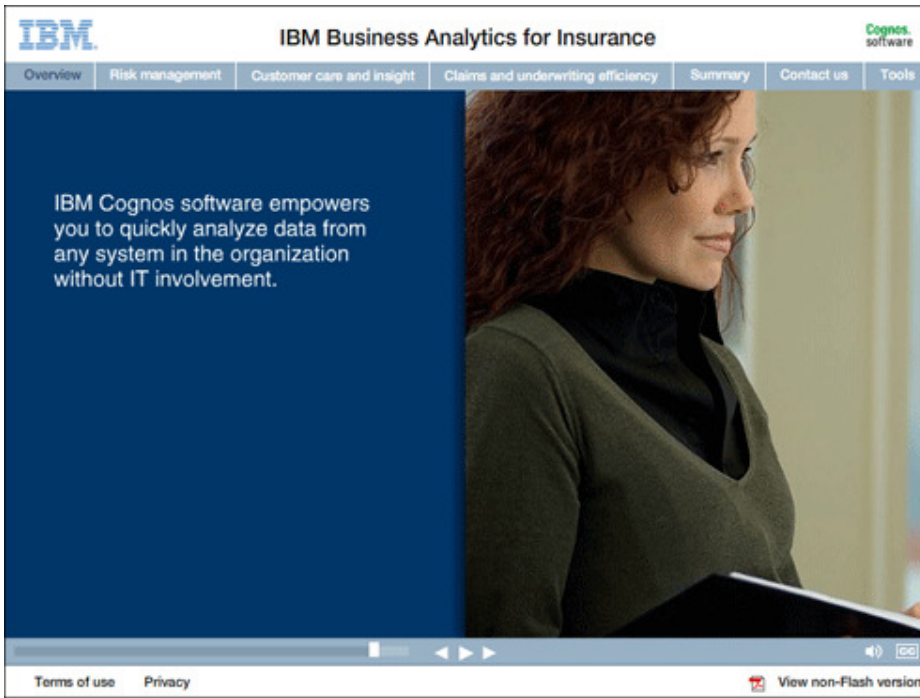 IBM
IBM Business Analytics for Insurance
Cognos.
software
Overview
Risk management
Customer care and insight
Claims and underwriting efficiency
Summary
Contact us
Tools
IBM Cognos software empowers
you to quickly analyze data from
any system in the organization
without IT involvement.
CC
Terms of use
Privacy
View non-Flash version